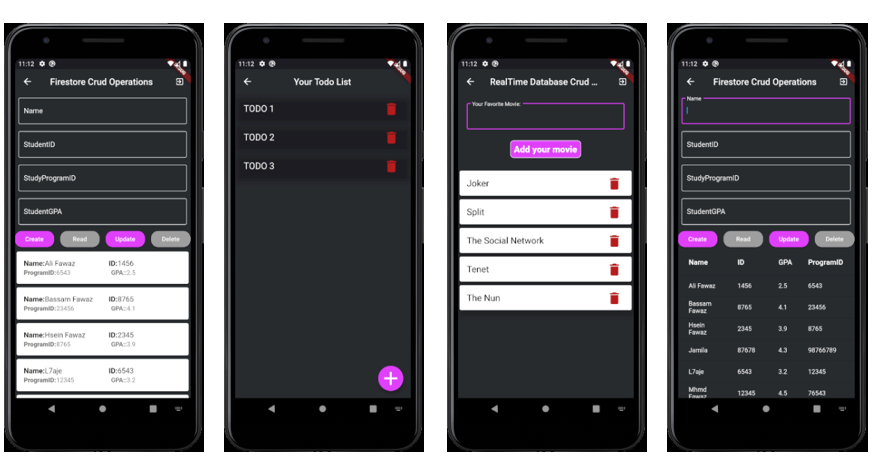 11:12
Firestore Crud Operations
Name
StudentID
StudyProgramID
StudentGPA
Create Read Update Delete
Name:Ali Fawaz ID:1456
ProgramID:6543 GPA::2.5
Name:Bassam Fawaz ID:8765
ProgramID:23456 GPA::4.1
Name:Hsein Fawaz ID:2345
ProgramID:8765 GPA::3.9
Name:L7aje ID:6543
ProgramID:12345 GPA::3.2
11:12
Your Todo List
TODO 1
TODO 2
TODO 3
11:12
RealTime Database Crud ...
Your Favorite Movie:
Add your movie
Joker
Split
The Social Network
Tenet
The Nun
11:12
Firestore Crud Operations
Name
StudentID
StudyProgramID
StudentGPA
Create Read Update Delete
Name ID GPA ProgramID
Ali Fawaz 1456 2.5 6543
Bassam
Fawaz 8765 4.1 23456
Hsein
Fawaz 2345 3.9 8765
Jamila 87678 4.3 98766789
L7aje 6543 3.2 12345
Mhmd
Fawaz 12345 4.5 76543